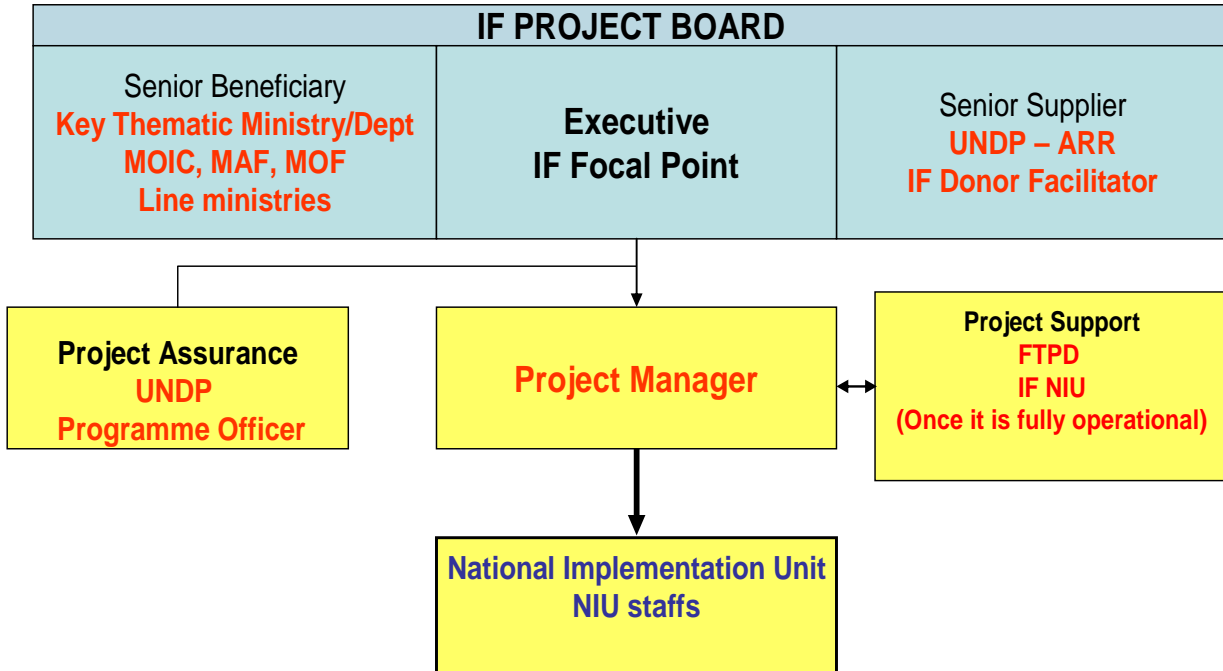 IF PROJECT BOARD
Senior Beneficiary
Key Thematic Ministry/Dept
MOIC, MAF, MOF
Line ministries
Executive
IF Focal Point
Senior Supplier
UNDP – ARR
IF Donor Facilitator
Project Assurance
UNDP
Programme Officer
Project Manager
Project Support
FTPD
IF NIU
(Once it is fully operational)
National Implementation Unit
NIU staffs